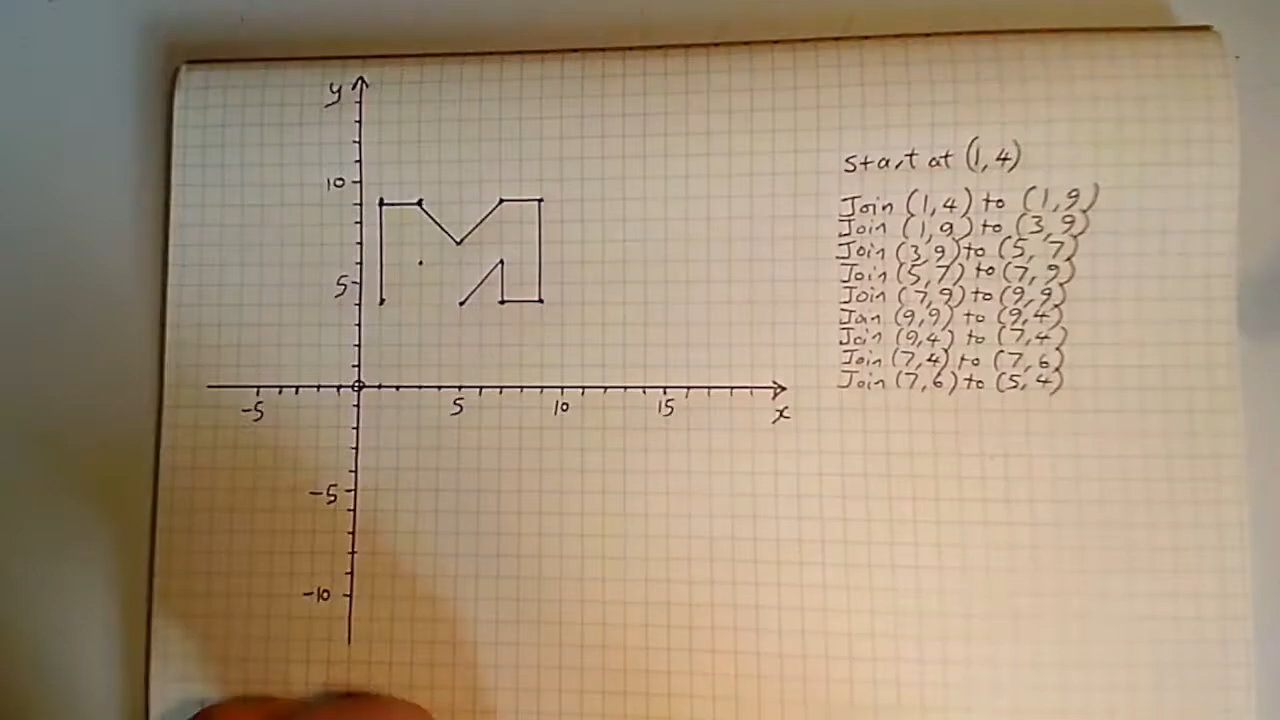 y
10
5
-5
5
10
15
x
-5
-10
Start at (1, 4)
Join (1, 4) to (1, 9)
Join (1, 9) to (3, 9)
Join (3, 9) to (5, 7)
Join (5, 7) to (7, 9)
Join (7, 9) to (9, 9)
Join (9, 9) to (9, 4)
Join (9, 4) to (7, 4)
Join (7, 4) to (7, 6)
Join (7, 6) to (5, 4)